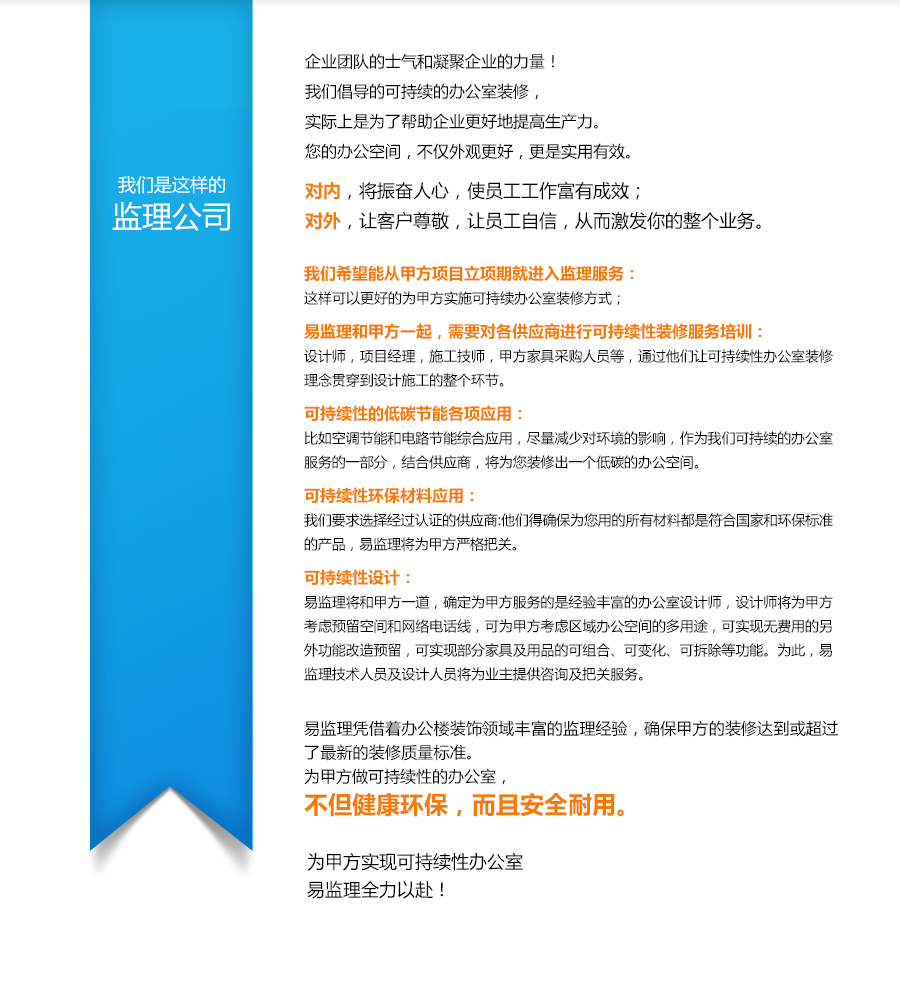 我们是这样的
监理公司
企业团队的士气和凝聚企业的力量！
我们倡导的可持续的办公室装修，
实际上是为了帮助企业更好地提高生产力。
您的办公空间，不仅外观更好，更是实用有效。
对内，将振奋人心，使员工工作富有成效；
对外，让客户尊敬，让员工自信，从而激发你的整个业务。
我们希望能从甲方项目立项期就进入监理服务：
这样可以更好的为甲方实施可持续办公室装修方式；
易监理和甲方一起，需要对各供应商进行可持续性装修服务培训：
设计师，项目经理，施工技师，甲方家具采购人员等，通过他们让可持续性办公室装修
理念贯穿到设计施工的整个环节。
可持续性的低碳节能各项应用：
比如空调节能和电路节能综合应用，尽量减少对环境的影响，作为我们可持续的办公室
服务的一部分，结合供应商，将为您装修出一个低碳的办公空间。
可持续性环保材料应用：
我们要求选择经过认证的供应商:他们得确保为您用的所有材料都是符合国家和环保标准
的产品，易监理将为甲方严格把关。
可持续性设计：
易监理将和甲方一道，确定为甲方服务的是经验丰富的办公室设计师，设计师将为甲方
考虑预留空间和网络电话线，可为甲方考虑区域办公空间的多用途，可实现无费用的另
外功能改造预留，可实现部分家具及用品的可组合、可变化、可拆除等功能。为此，易
监理技术人员及设计人员将为业主提供咨询及把关服务。
易监理凭借着办公楼装饰领域丰富的监理经验，确保甲方的装修达到或超过
了最新的装修质量标准。
为甲方做可持续性的办公室，
不但健康环保，而且安全耐用。
为甲方实现可持续性办公室
易监理全力以赴！